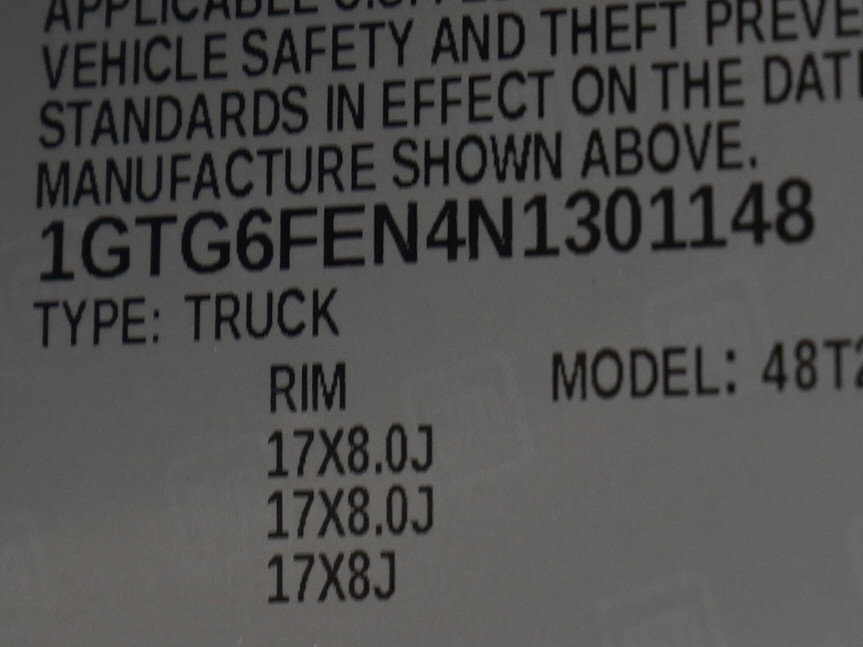 VEHICLE SAFETY AND THEFT
STANDARDS IN EFFECT ON THE
MANUFACTURE SHOWN ABOVE.
1GTG6FEN4N1301148
TYPE: TRUCK
RIM MODEL: 48T2
17X8.0J
17X8.0J
17X8J